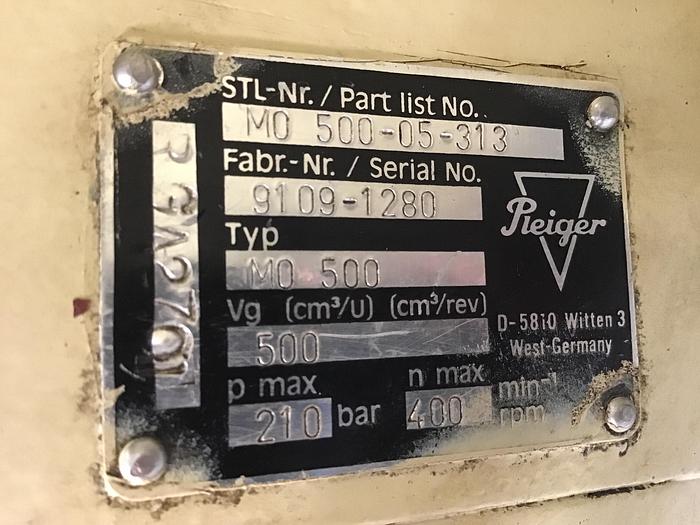 STL-Nr. / Part list No.
MO 500-05-313
Fabr.-Nr. / Serial No.
9109-1280
Typ
MO 500
Vg (cm³/U) (cm³/rev)
500
p max
210 bar
n max
400 min⁻¹
rpm
Pleiger
D-5810 Witten 3
West-Germany